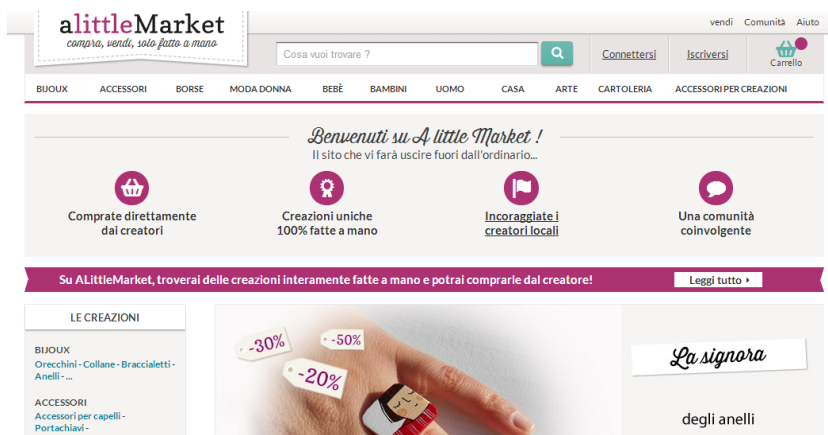 alittleMarket
compra, vendi, solo fatto a mano
vendi Comunità Aiuto
Cosa vuoi trovare ?
Connettersi
Iscriversi
Carrello
BIJOUX ACCESSORI BORSE MODA DONNA BEBÈ BAMBINI UOMO CASA ARTE CARTOLERIA ACCESSORI PER CREAZIONI
Benvenuti su A little Market !
Il sito che vi farà uscire fuori dall'ordinario...
Comprate direttamente
dai creatori
Creazioni uniche
100% fatte a mano
Incoraggiate i
creatori locali
Una comunità
coinvolgente
Su ALittleMarket, troverai delle creazioni interamente fatte a mano e potrai comprarle dal creatore!
Leggi tutto
LE CREAZIONI
BIJOUX
Orecchini - Collane - Braccialetti -
Anelli - ...
ACCESSORI
Accessori per capelli -
Portachiavi -
-30%
-50%
-20%
La signora
degli anelli